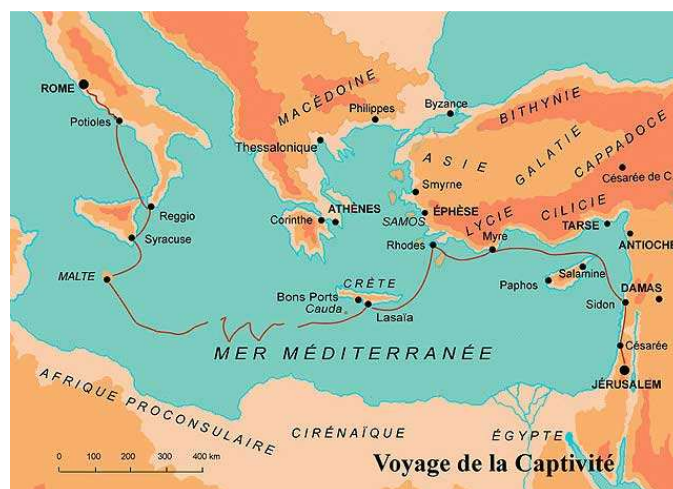 ROME
Potioles
Reggio
Syracuse
MALTE
MACÉDOINE
Philippes
Byzance
Thessalonique
BITHYNIE
ASIE
GALATIE
CAPPADOCE
Césarée de C.
Smyrne
ÉPHÈSE
SAMOS
Corinthe
ATHÈNES
LYCIE
CILICIE
Rhodes
Myre
TARSE
ANTIOCHE
CRÈTE
Bons Ports
Cauda
Lasaïa
Paphos
Salamine
DAMAS
Sidon
Césarée
JÉRUSALEM
MER MÉDITERRANÉE
AFRIQUE PROCONSULAIRE
CIRÉNAÏQUE
ÉGYPTE
0 100 200 300 400 km
Voyage de la Captivité